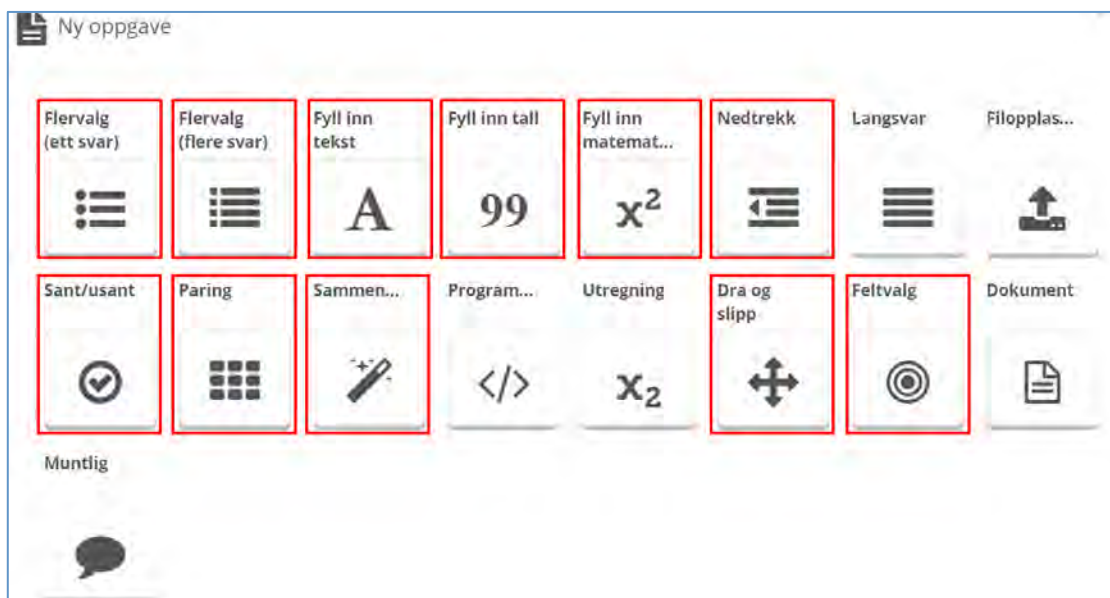 Ny oppgave
Flervalg
(ett svar)
Flervalg
(flere svar)
Fyll inn
tekst
Fyll inn tall
Fyll inn
matemat...
Nedtrekk
Langsvar
Filopplas...
A
99
x²
Sant/usant
Paring
Sammen...
Program...
Utregning
Dra og
slipp
Feltvalg
Dokument
</>
x₂
Muntlig